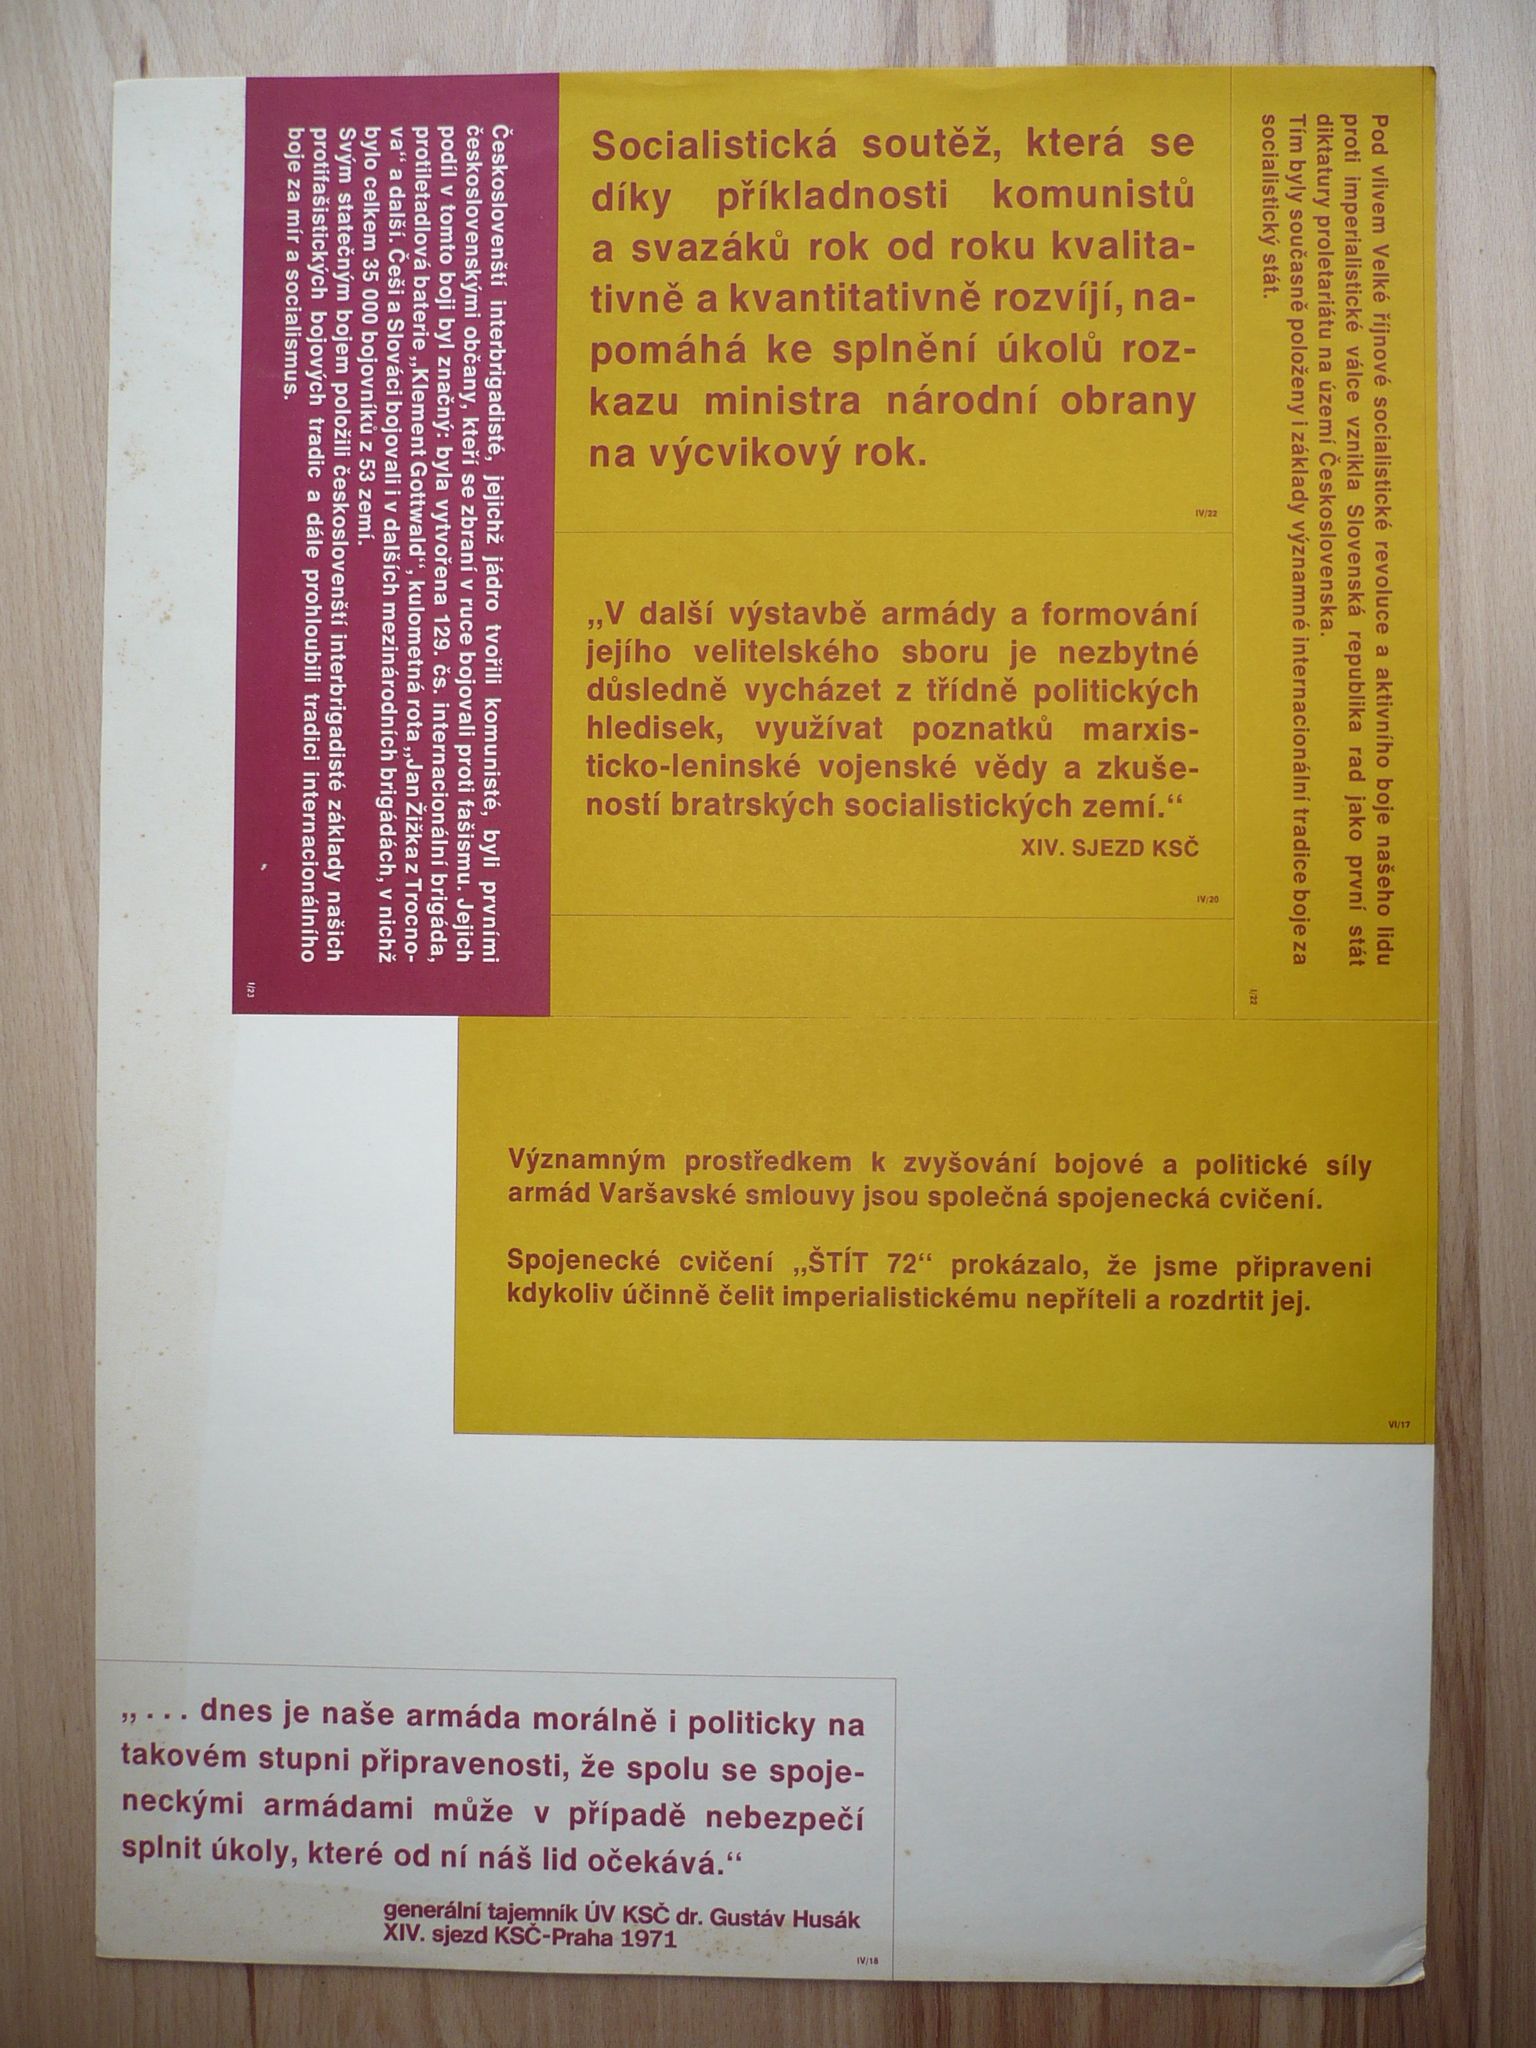 Socialistická soutěž, která se
díky příkladnosti komunistů
a svazáků rok od roku kvalita-
tivně a kvantitativně rozvíjí, na-
pomáhá ke splnění úkolů roz-
kazu ministra národní obrany
na výcvikový rok.
IV/22
„V další výstavbě armády a formování
jejího velitelského sboru je nezbytné
důsledně vycházet z třídně politických
hledisek, využívat poznatků marxis-
ticko-leninské vojenské vědy a zkuše-
ností bratrských socialistických zemí.“
XIV. SJEZD KSČ
IV/20
Pod vlivem Velké říjnové socialistické revoluce a aktivního boje našeho lidu
proti imperialistické válce vznikla Slovenská republika rad jako první stát
diktatury proletariátu na území Československa.
Tím byly současně položeny i základy významné internacionální tradice boje za
socialistický stát.
I/22
Českoslovenští interbrigadisté, jejichž jádro tvořili komunisté, byli prvními
československými občany, kteří se zbraní v ruce bojovali proti fašismu. Jejich
podíl v tomto boji byl značný: byla vytvořena 129. čs. internacionální brigáda,
protiletadlová baterie „Klement Gottwald“, kulometná rota „Jan Žižka z Trocno-
va“ a další. Češi a Slováci bojovali i v dalších mezinárodních brigádách, v nichž
bylo celkem 35 000 bojovníků z 53 zemí.
Svým statečným bojem položili českoslovenští interbrigadisté základy našich
protifašistických bojových tradic a dále prohloubili tradici internacionálního
boje za mír a socialismus.
I/23
Významným prostředkem k zvyšování bojové a politické síly
armád Varšavské smlouvy jsou společná spojenecká cvičení.
Spojenecké cvičení „ŠTÍT 72“ prokázalo, že jsme připraveni
kdykoliv účinně čelit imperialistickému nepříteli a rozdrtit jej.
VI/17
„... dnes je naše armáda morálně i politicky na
takovém stupni připravenosti, že spolu se spoje-
neckými armádami může v případě nebezpečí
splnit úkoly, které od ní náš lid očekává.“
generální tajemník ÚV KSČ dr. Gustáv Husák
XIV. sjezd KSČ-Praha 1971
IV/18